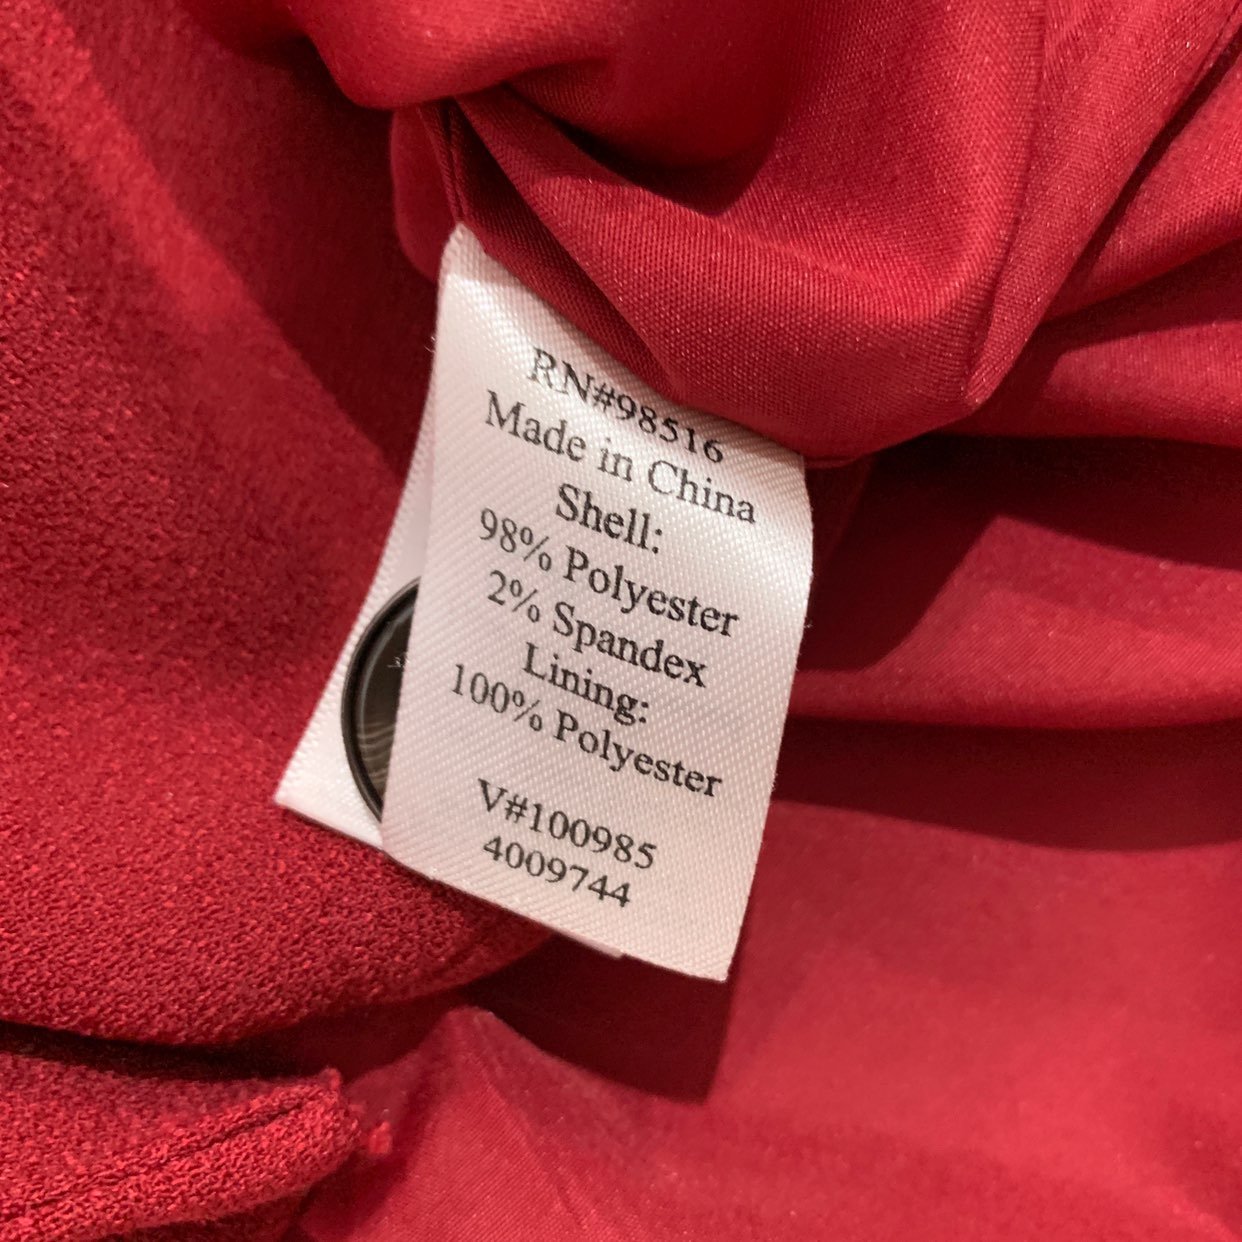 RN#98516
Made in China
Shell:
98% Polyester
2% Spandex
Lining:
100% Polyester
V#100985
4009744